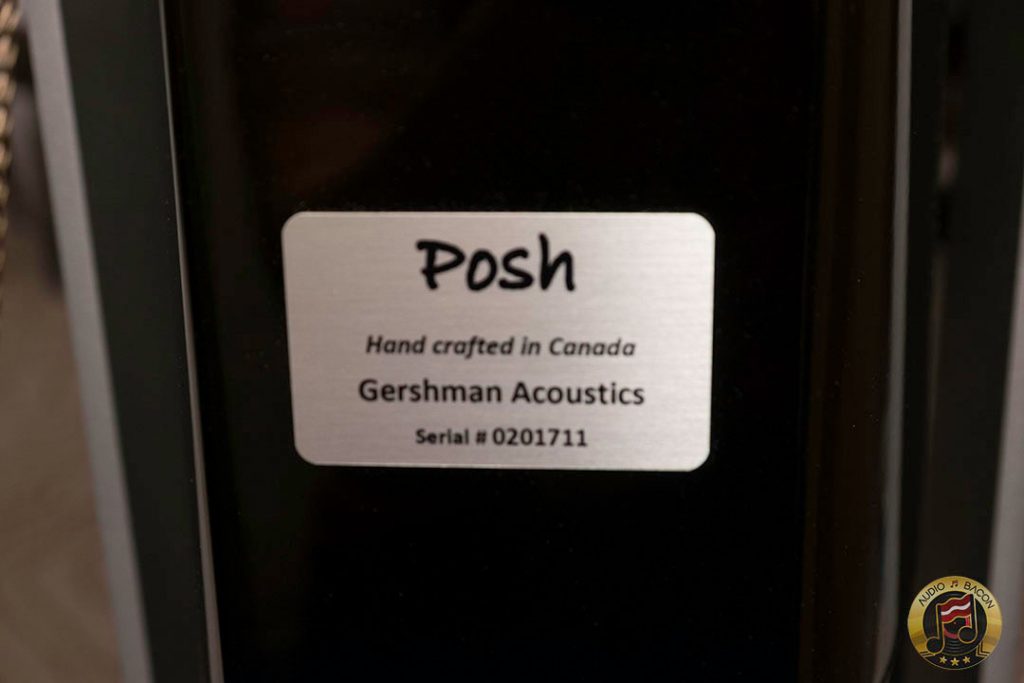 Posh
Hand crafted in Canada
Gershman Acoustics
Serial # 0201711
AUDIO BACON